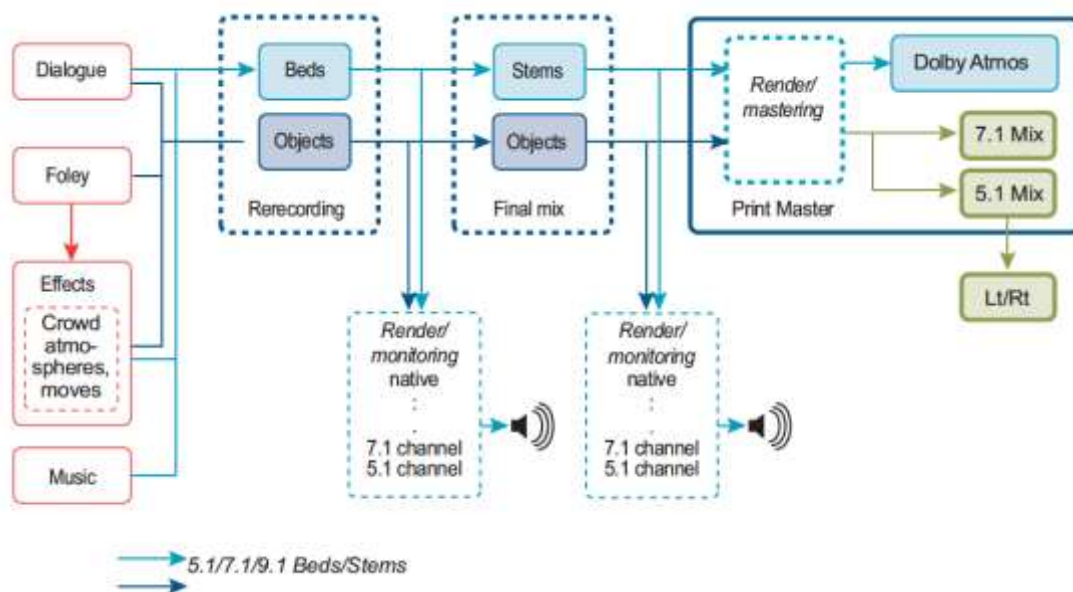 Dialogue
Foley
Effects
Crowd
atmo-
spheres,
moves
Music
Beds
Objects
Rerecording
Stems
Objects
Final mix
Render/
mastering
Print Master
Dolby Atmos
7.1 Mix
5.1 Mix
Lt/Rt
Render/
monitoring
native
:
7.1 channel
5.1 channel
Render/
monitoring
native
:
7.1 channel
5.1 channel
5.1/7.1/9.1 Beds/Stems